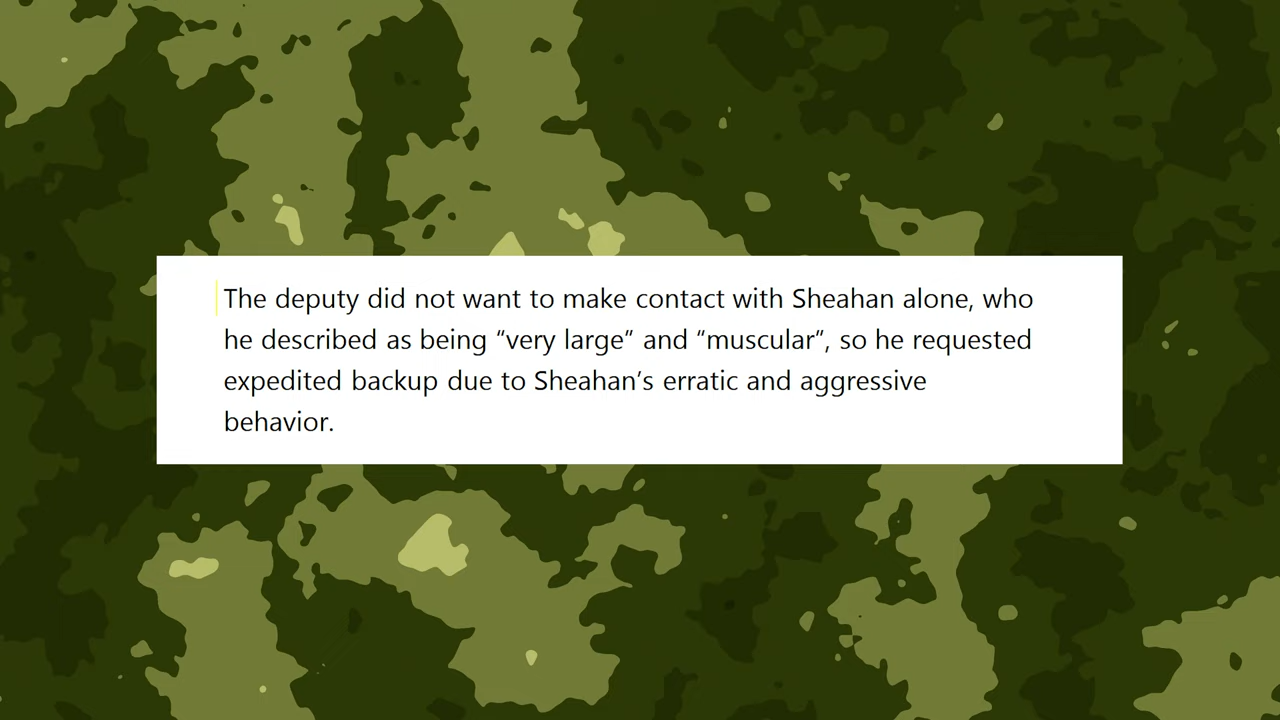 The deputy did not want to make contact with Sheahan alone, who
he described as being “very large” and “muscular”, so he requested
expedited backup due to Sheahan’s erratic and aggressive
behavior.